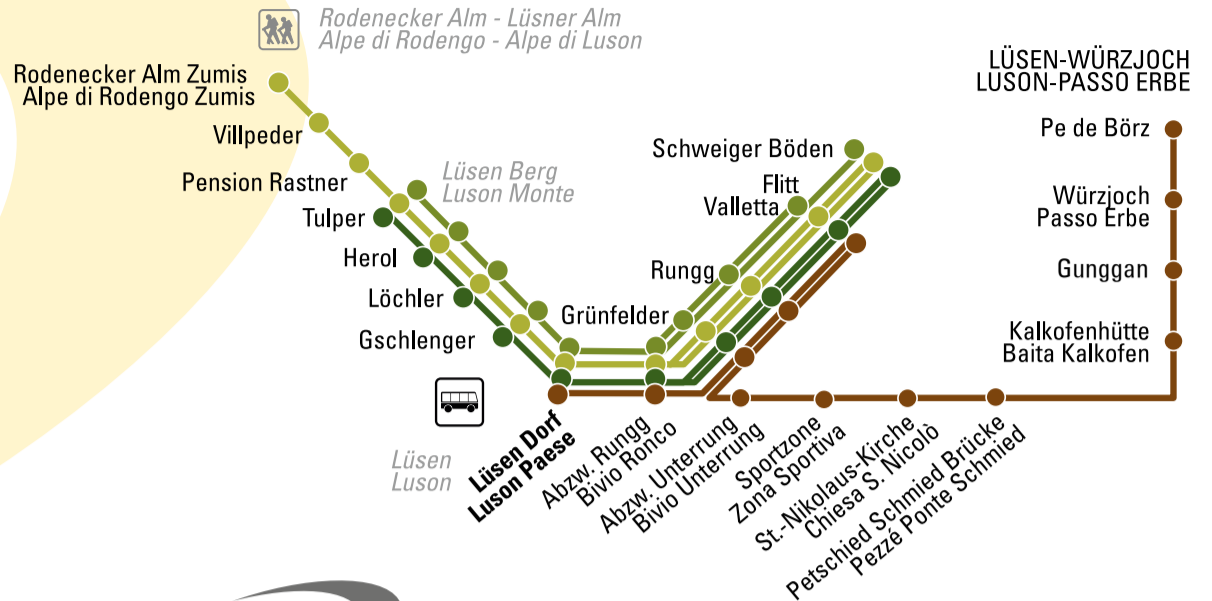 Rodenecker Alm - Lüsner Alm
Alpe di Rodengo - Alpe di Luson
Rodenecker Alm Zumis
Alpe di Rodengo Zumis
Villpeder
Pension Rastner
Tulper
Herol
Löchler
Gschlenger
Lüsen Berg
Luson Monte
Schweiger Böden
Flitt
Valletta
Rungg
Grünfelder
LÜSEN-WÜRZJOCH
LUSON-PASSO ERBE
Pe de Börz
Würzjoch
Passo Erbe
Gunggan
Kalkofenhütte
Baita Kalkofen
Lüsen
Luson
Lüsen Dorf
Luson Paese
Abzw. Rungg
Bivio Ronco
Abzw. Unterrung
Bivio Unterrung
Sportzone
Zona Sportiva
St.-Nikolaus-Kirche
Chiesa S. Nicolò
Petschied Schmied Brücke
Pezzé Ponte Schmied